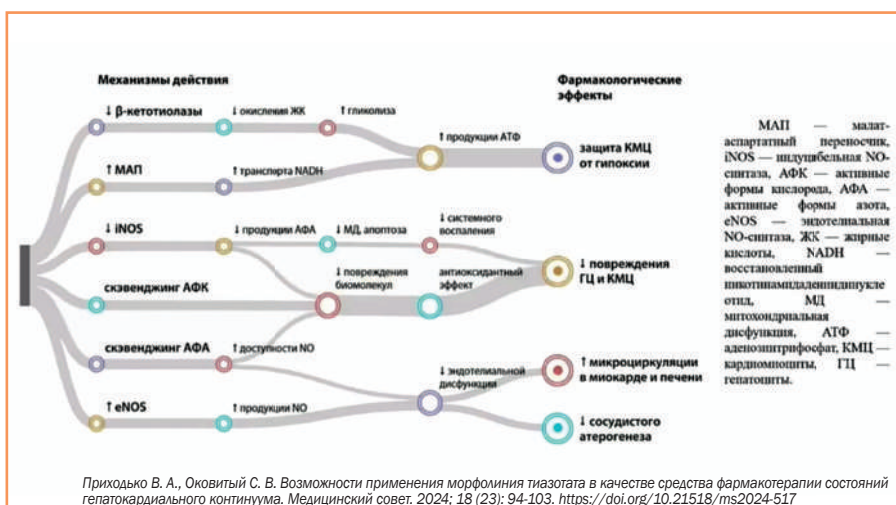 Механизмы действия
Фармакологические
эффекты
↓ β-кетотиолазы
↓ окисления ЖК
↑ гликолиза
↑ продукции АТФ
защита КМЦ
от гипоксии
↑ МАП
↑ транспорта NADH
↓ iNOS
↓ продукции АФА
↓ МД, апоптоза
↓ системного
воспаления
↓ повреждения
биомолекул
антиоксидантный
эффект
↓ повреждения
ГЦ и КМЦ
скэвенджинг АФК
скэвенджинг АФА
↑ доступности NO
↓ эндотелиальной
дисфункции
↑ микроциркуляции
в миокарде и печени
↑ eNOS
↑ продукции NO
↓ сосудистого
атерогенеза
МАП — малат-
аспартатный переносчик,
iNOS — индуцибельная NO-
синтаза, АФК — активные
формы кислорода, АФА —
активные формы азота,
eNOS — эндотелиальная
NO-синтаза, ЖК — жирные
кислоты, NADH —
восстановленный
никотинамидадениндинукле
отид, МД —
митохондриальная
дисфункция, АТФ —
аденозинтрифосфат, КМЦ —
кардиомиоциты, ГЦ —
гепатоциты.
Приходько В. А., Оковитый С. В. Возможности применения морфолиния тиазотата в качестве средства фармакотерапии состояний
гепатокардиального континуума. Медицинский совет. 2024; 18 (23): 94-103. https://doi.org/10.21518/ms2024-517